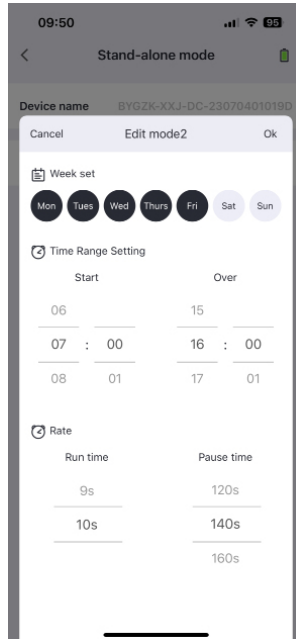 09:50
95
Stand-alone mode
Device name BYGZK-XXJ-DC-23070401019D
Cancel Edit mode2 Ok
Week set
Mon Tues Wed Thurs Fri Sat Sun
Time Range Setting
Start Over
06 15
07 : 00 16 : 00
08 01 17 01
Rate
Run time Pause time
9s 120s
10s 140s
160s